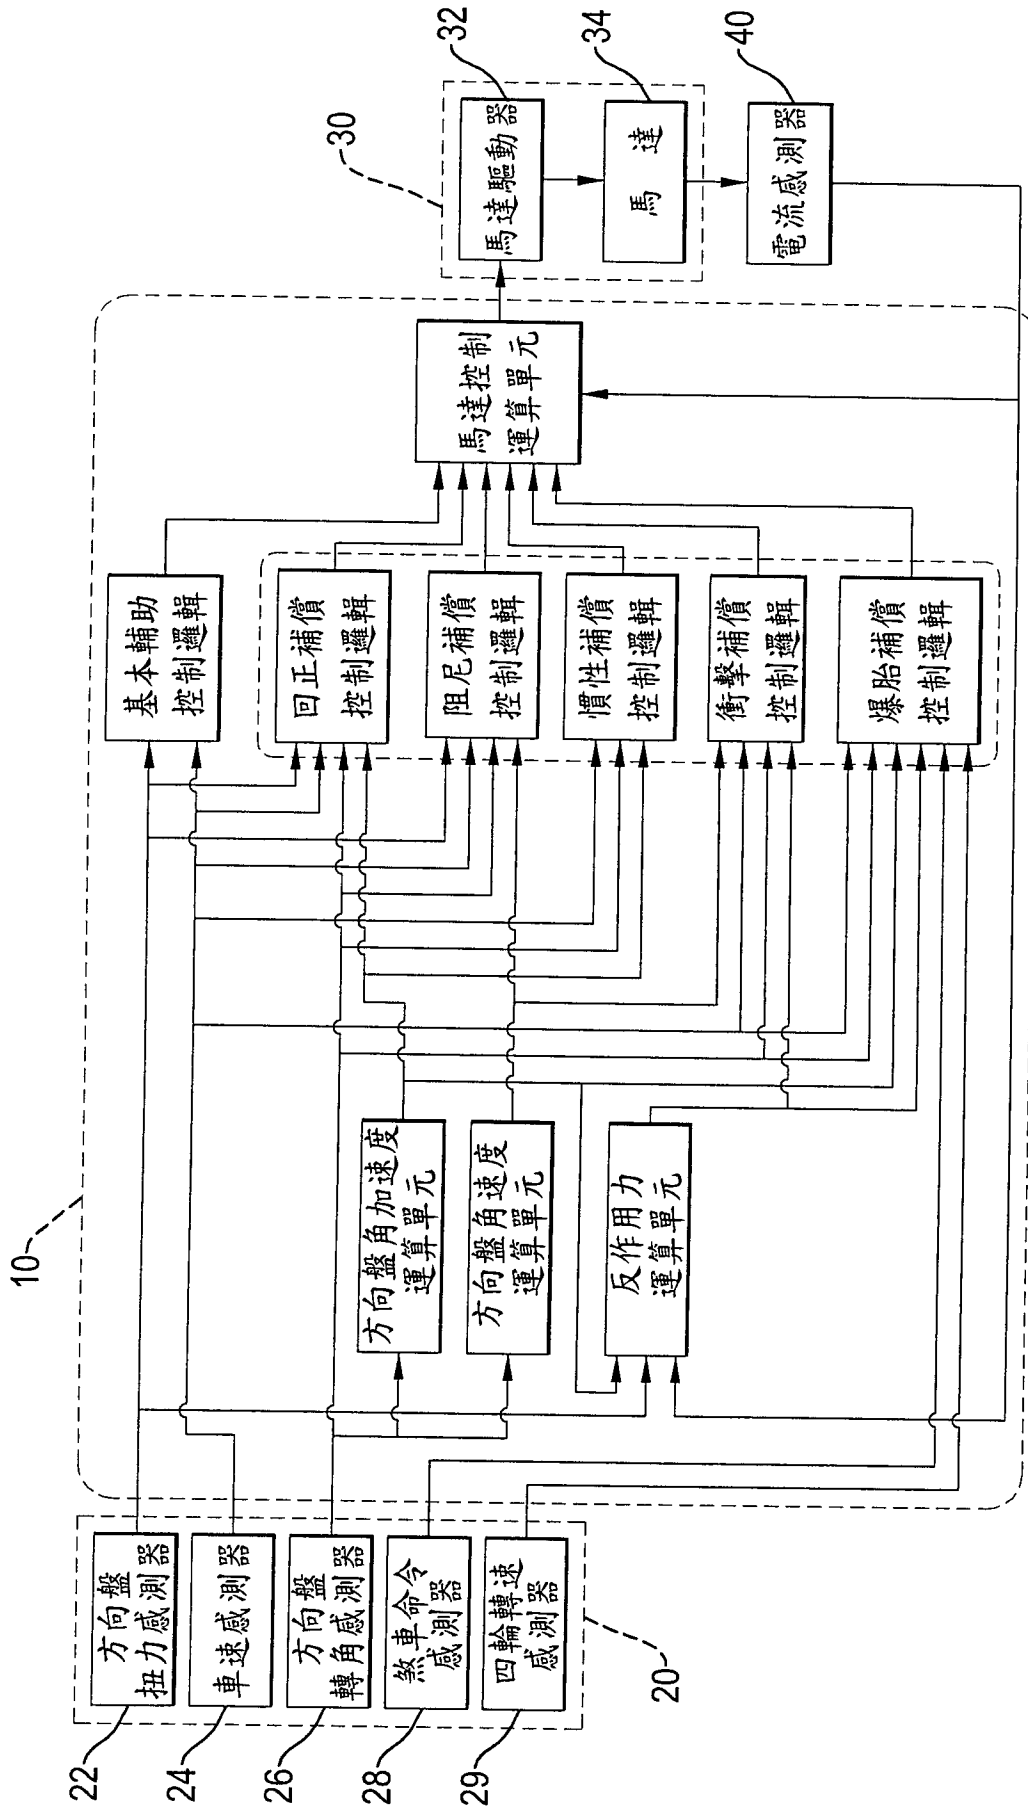 10
20
22
方向盤
扭力感測器
24
車速感測器
26
方向盤
轉角感測器
28
煞車命令
感測器
29
四輪轉速
感測器
方向盤角加速度
運算單元
方向盤角速度
運算單元
反作用力
運算單元
基本輔助
控制邏輯
回正補償
控制邏輯
阻尼補償
控制邏輯
慣性補償
控制邏輯
衝擊補償
控制邏輯
爆胎補償
控制邏輯
馬達控制
運算單元
30
馬達驅動器
32
馬達
34
電流感測器
40